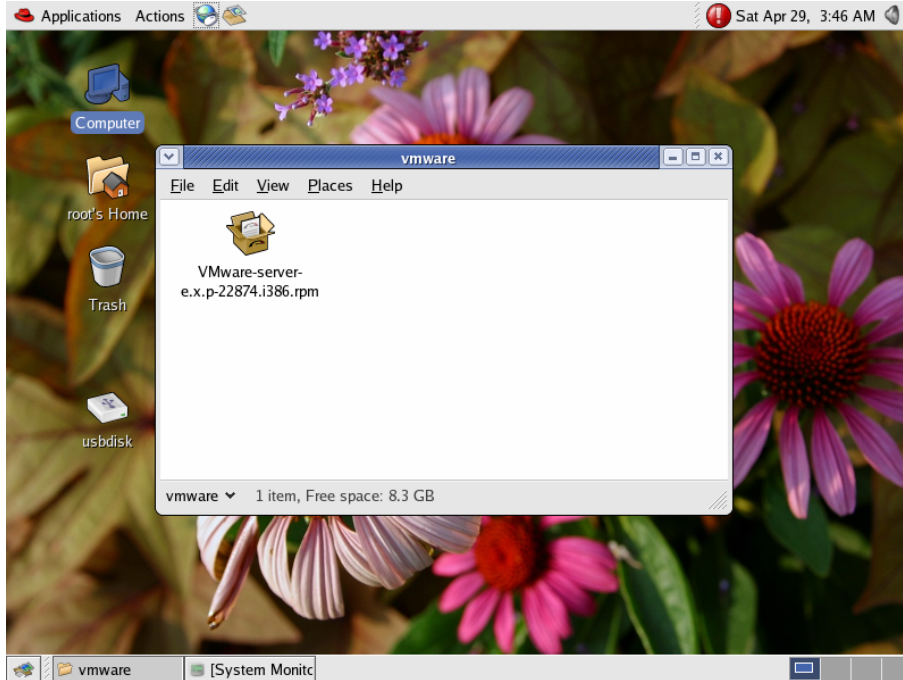 Applications Actions
Sat Apr 29, 3:46 AM
Computer
root's Home
Trash
usbdisk
vmware
File Edit View Places Help
VMware-server-
e.x.p-22874.i386.rpm
vmware 1 item, Free space: 8.3 GB
vmware
[System Monitc